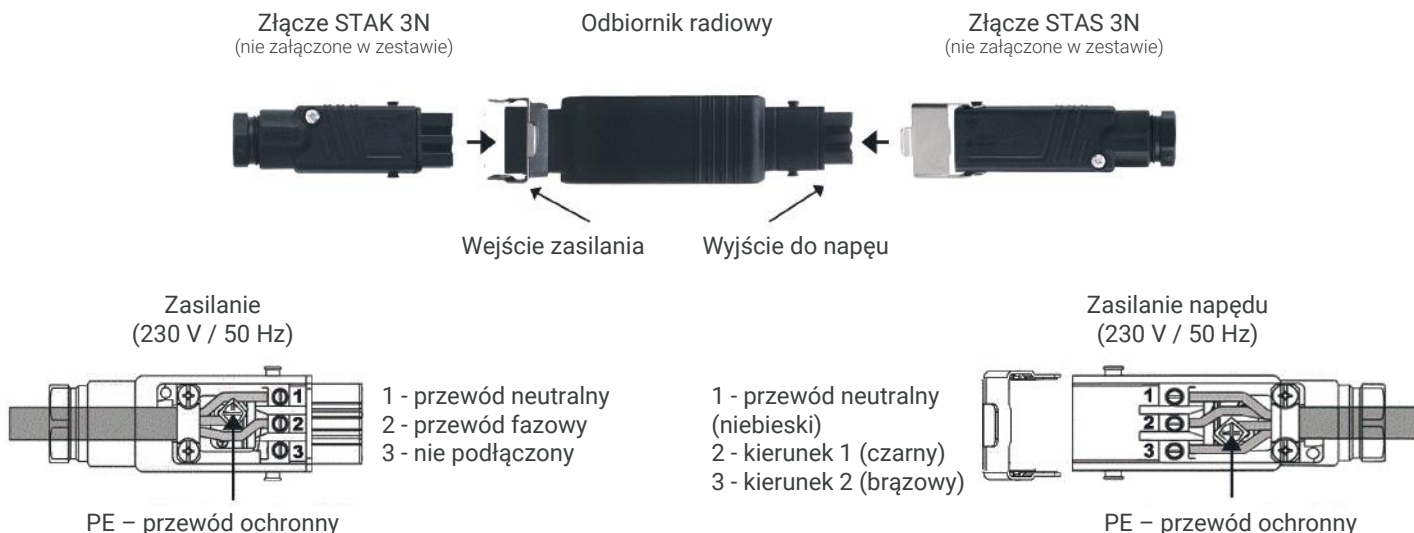 Złącze STAK 3N
(nie załączone w zestawie)
Odbiornik radiowy
Złącze STAS 3N
(nie załączone w zestawie)
Wejście zasilania
Wyjście do napęu
Zasilanie
(230 V / 50 Hz)
1
2
3
1 - przewód neutralny
2 - przewód fazowy
3 - nie podłączony
PE – przewód ochronny
Zasilanie napędu
(230 V / 50 Hz)
1 - przewód neutralny
(niebieski)
2 - kierunek 1 (czarny)
3 - kierunek 2 (brązowy)
1
2
3
PE – przewód ochronny